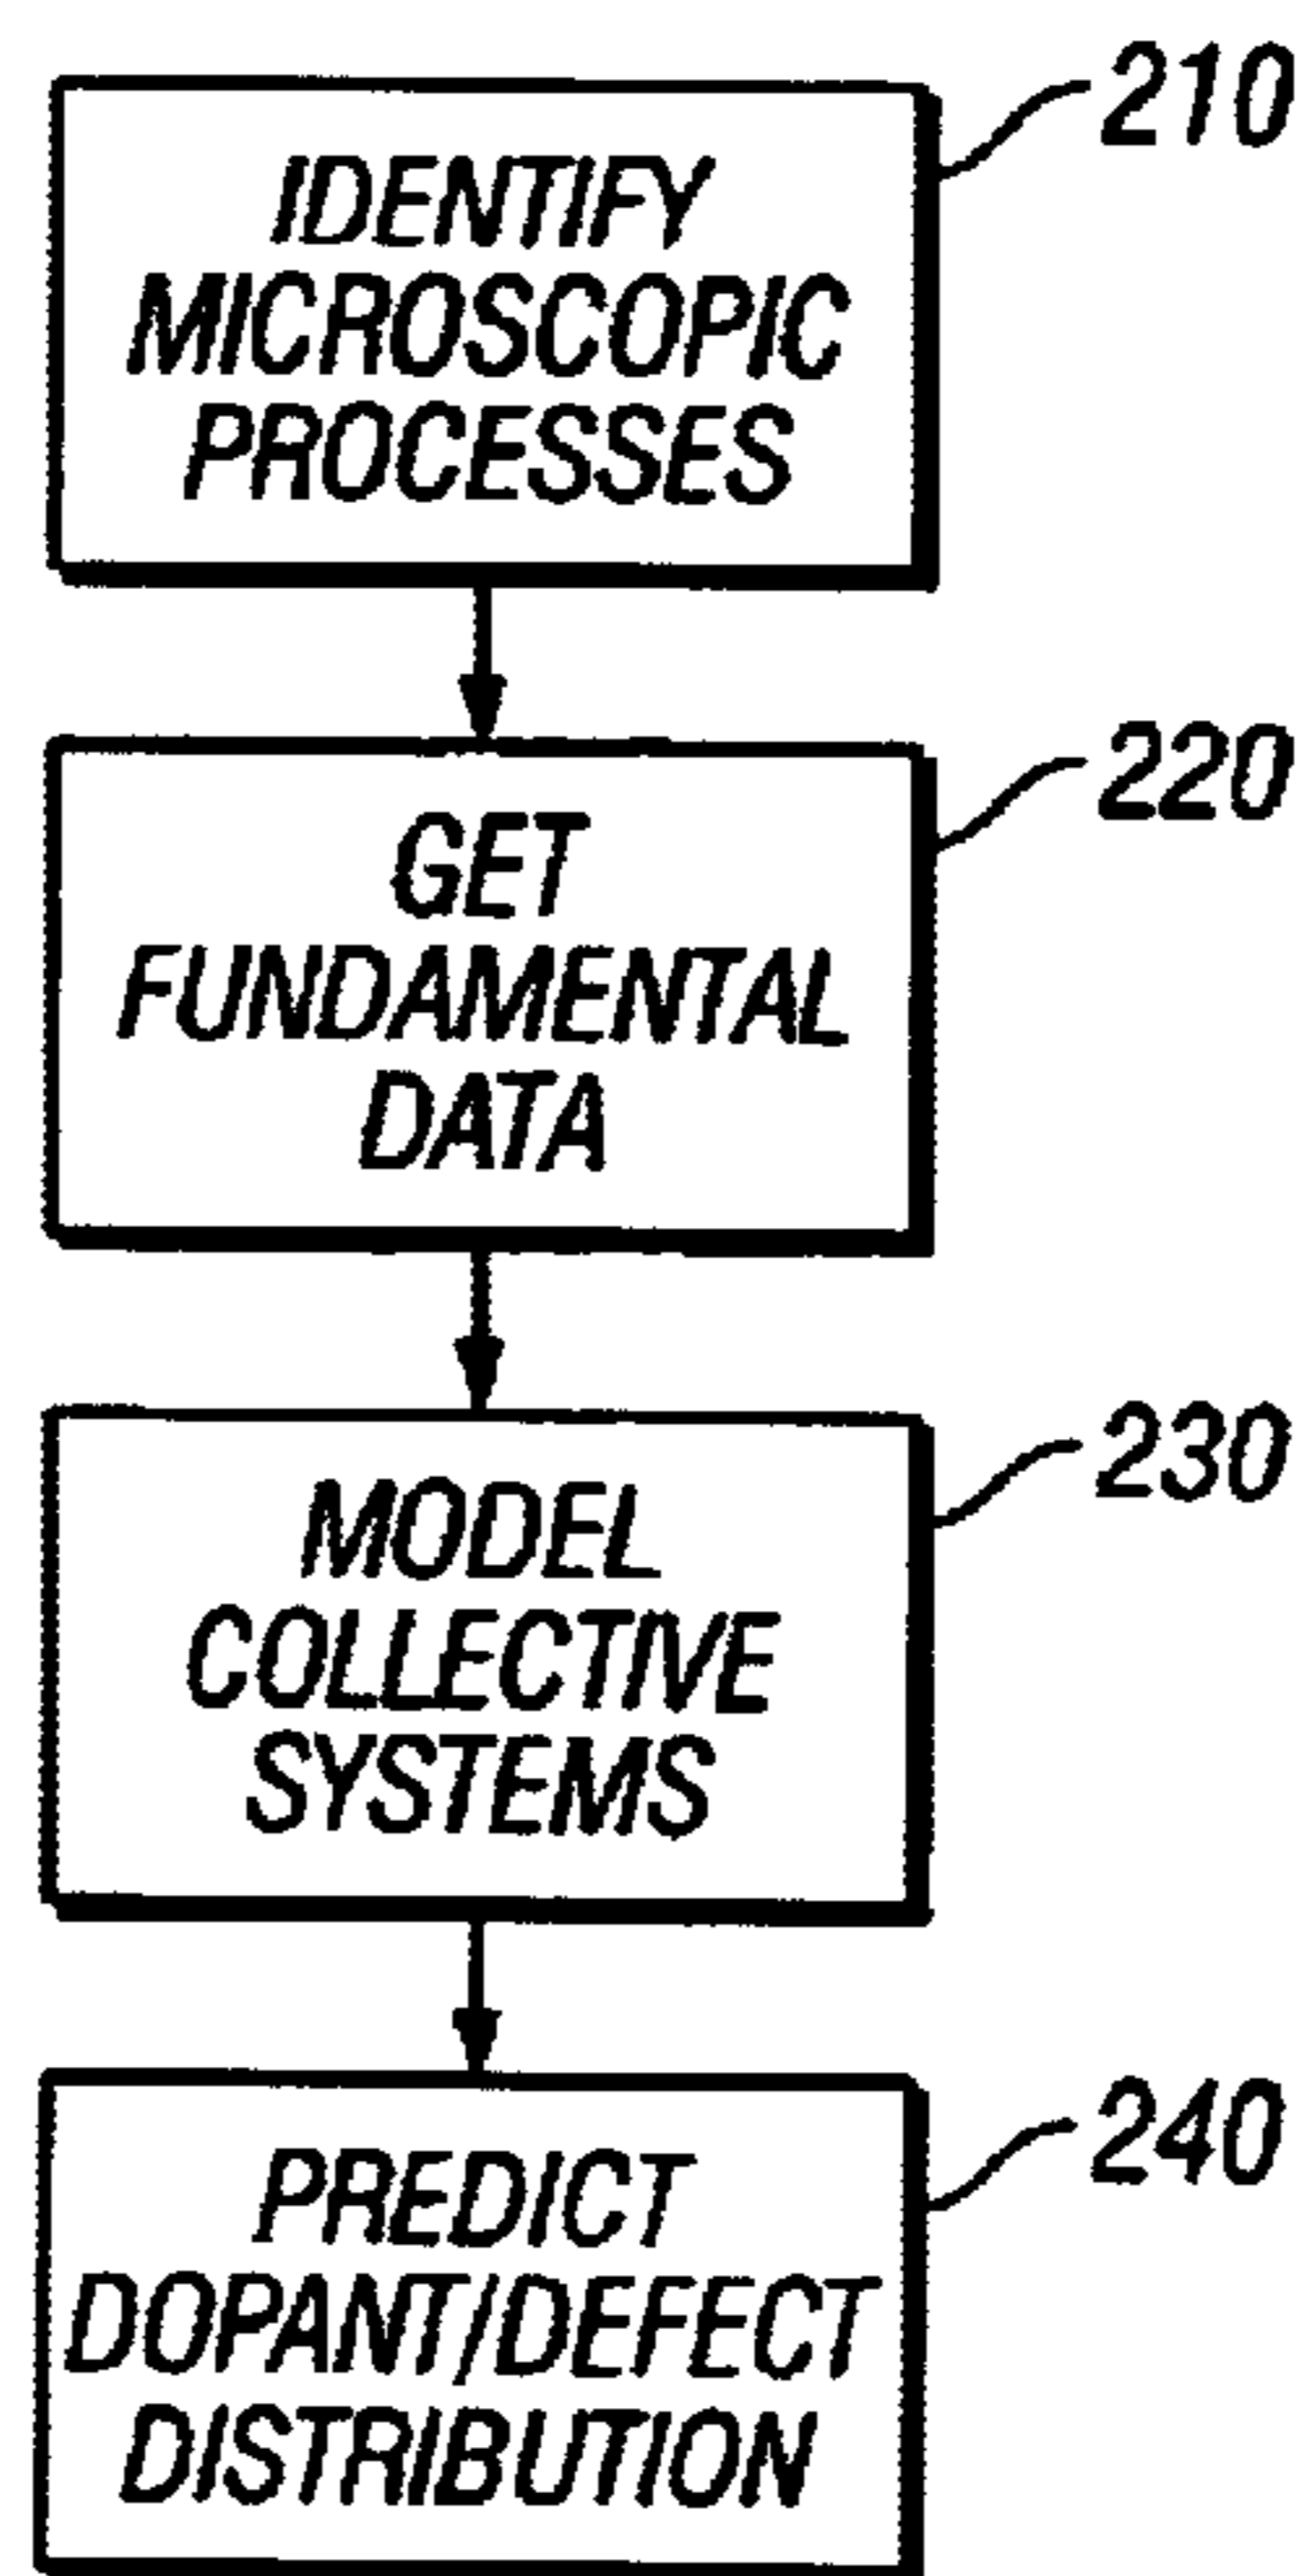 210
IDENTIFY
MICROSCOPIC
PROCESSES
220
GET
FUNDAMENTAL
DATA
230
MODEL
COLLECTIVE
SYSTEMS
240
PREDICT
DOPANT/DEFECT
DISTRIBUTION